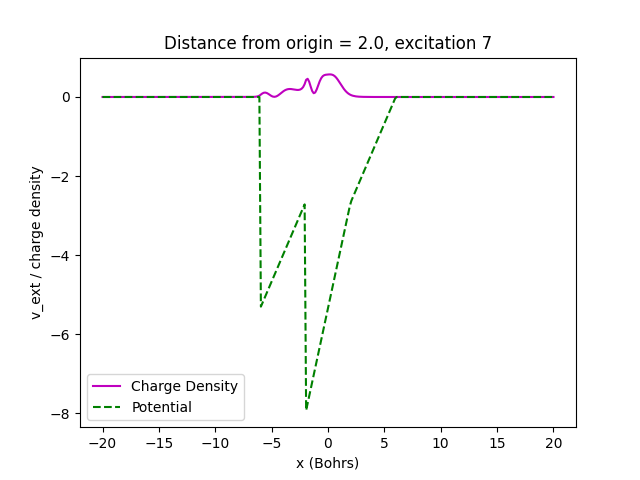 Distance from origin = 2.0, excitation 7
v_ext / charge density
0
−2
−4
−6
−8
Charge Density
Potential
−20
−15
−10
−5
0
5
10
15
20
x (Bohrs)